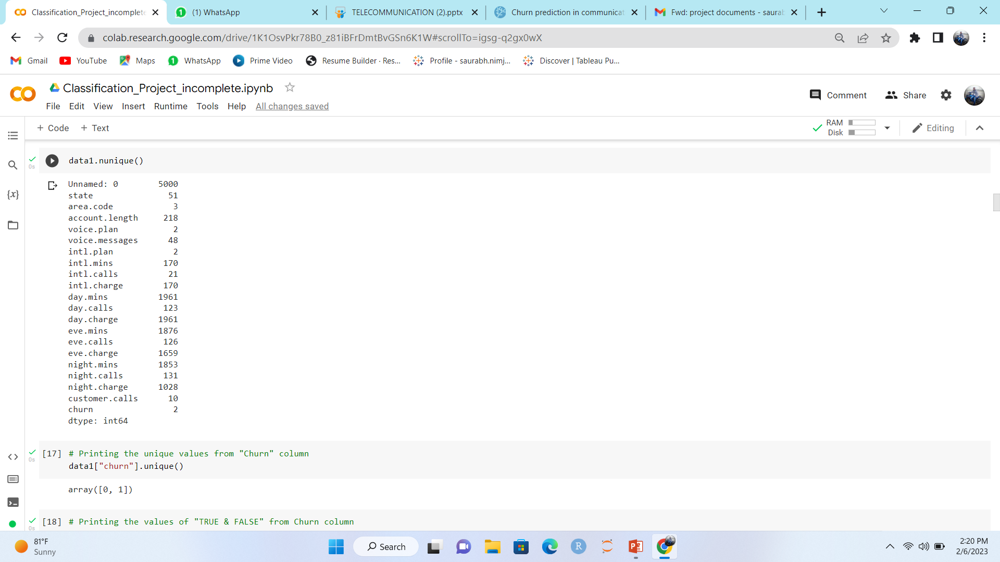 Classification_Project_incomplete
(1) WhatsApp
TELECOMMUNICATION (2).pptx
Churn prediction in communicat
Fwd: project documents - saurab
colab.research.google.com/drive/1K1OsvPkr78B0_z81iBFrDmtBvGSn6K1W#scrollTo=igsg-q2gx0wX
Gmail
YouTube
Maps
WhatsApp
Prime Video
Resume Builder · Res...
Profile - saurabh.nimj...
Discover | Tableau Pu...
Classification_Project_incomplete.ipynb
File Edit View Insert Runtime Tools Help All changes saved
Comment
Share
+ Code + Text
RAM
Disk
Editing
0s
data1.nunique()
Unnamed: 0 5000
state 51
area.code 3
account.length 218
voice.plan 2
voice.messages 48
intl.plan 2
intl.mins 170
intl.calls 21
intl.charge 170
day.mins 1961
day.calls 123
day.charge 1961
eve.mins 1876
eve.calls 126
eve.charge 1659
night.mins 1853
night.calls 131
night.charge 1028
customer.calls 10
churn 2
dtype: int64
0s
[17] # Printing the unique values from "Churn" column
data1["churn"].unique()
array([0, 1])
0s
[18] # Printing the values of "TRUE & FALSE" from Churn column
81°F
Sunny
Search
2:20 PM
2/6/2023